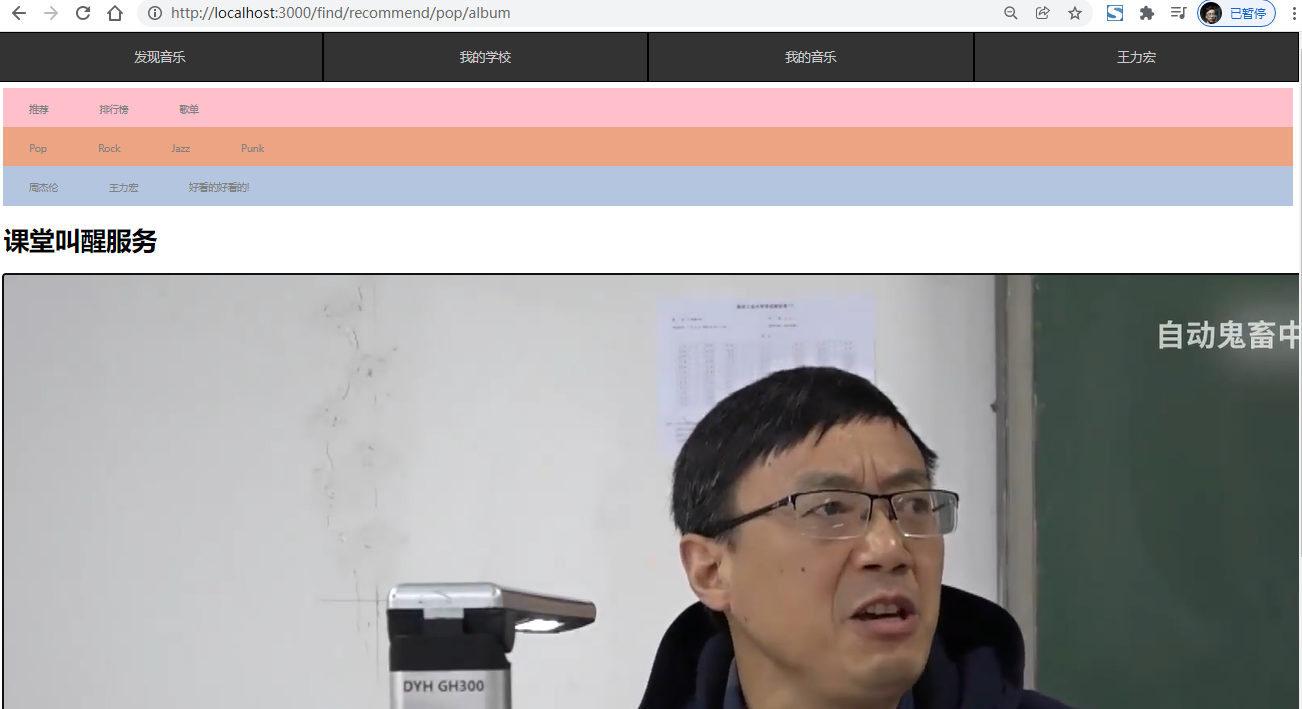 http://localhost:3000/find/recommend/pop/album
已暂停
发现音乐 我的学校 我的音乐 王力宏
推荐 排行榜 歌单
Pop Rock Jazz Punk
周杰伦 王力宏 好看的好看的!
课堂叫醒服务
自动鬼畜中
DYH GH300